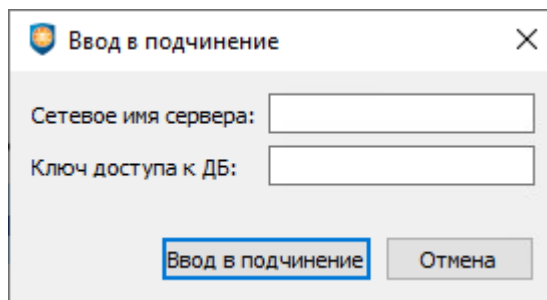 Ввод в подчинение
Сетевое имя сервера:
Ключ доступа к ДБ:
Ввод в подчинение Отмена